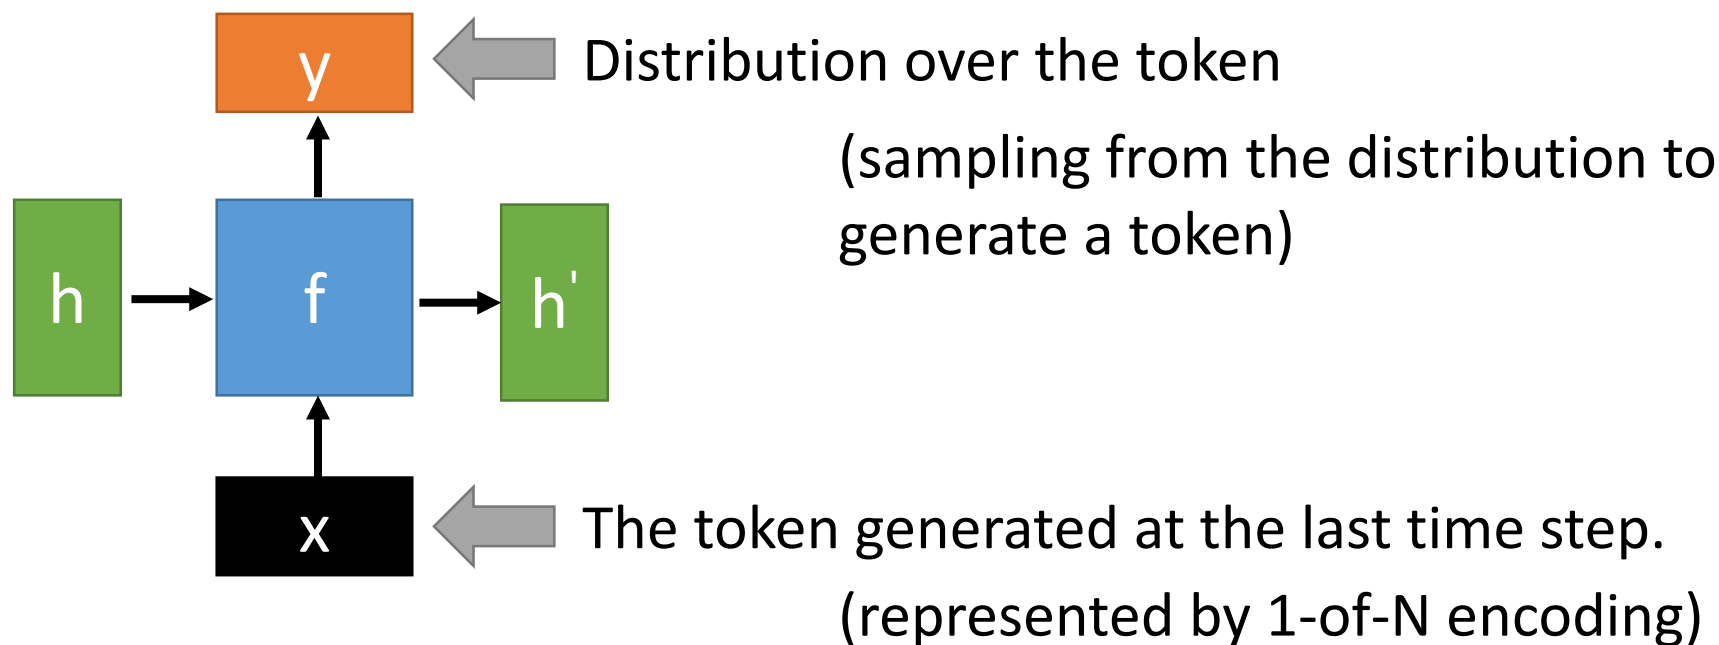 y
Distribution over the token
(sampling from the distribution to
generate a token)
h
f
h'
x
The token generated at the last time step.
(represented by 1-of-N encoding)